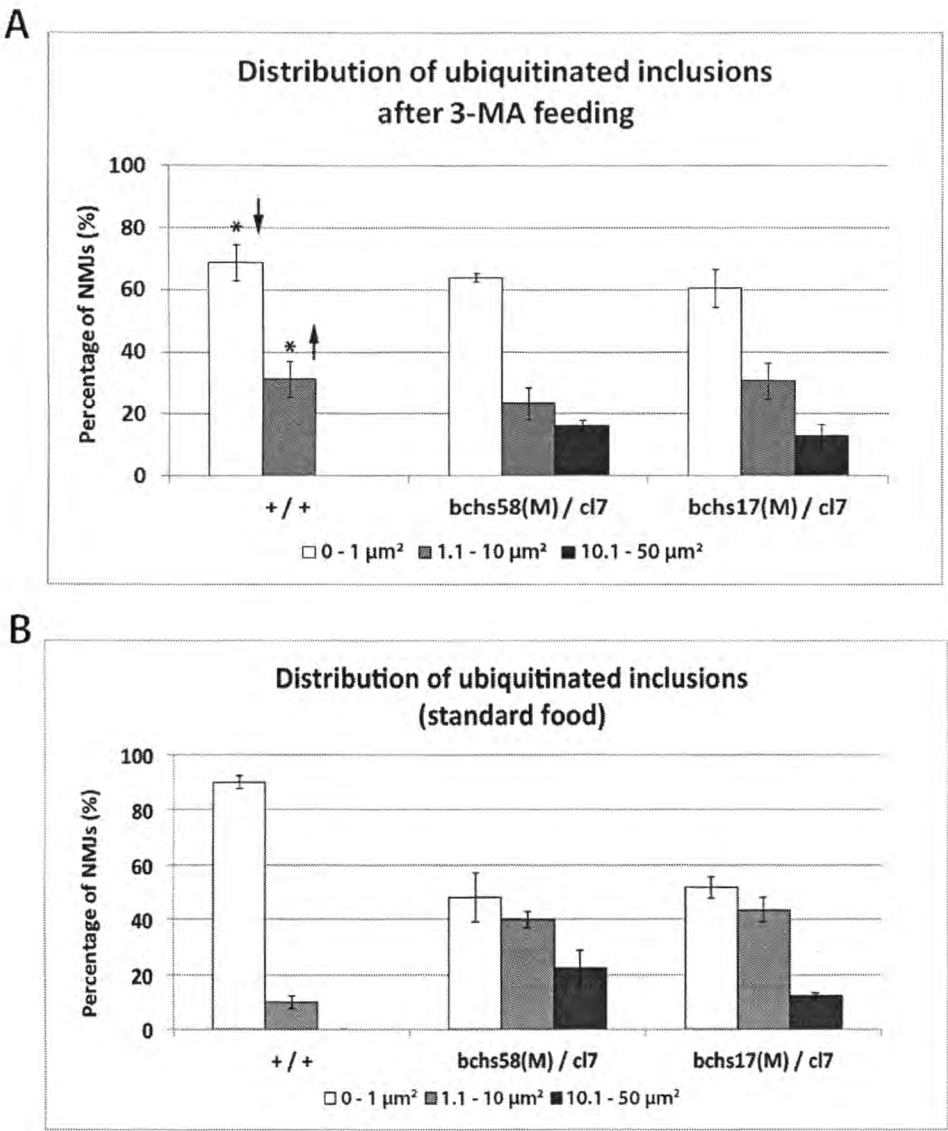 A
Distribution of ubiquitinated inclusions
after 3-MA feeding
Percentage of NMJs (%)
100
80
60
40
20
0
* 
*
+ / +
bchs58(M) / cl7
bchs17(M) / cl7
0 - 1 µm²
1.1 - 10 µm²
10.1 - 50 µm²
B
Distribution of ubiquitinated inclusions
(standard food)
Percentage of NMJs (%)
100
80
60
40
20
0
+ / +
bchs58(M) / cl7
bchs17(M) / cl7
0 - 1 µm²
1.1 - 10 µm²
10.1 - 50 µm²